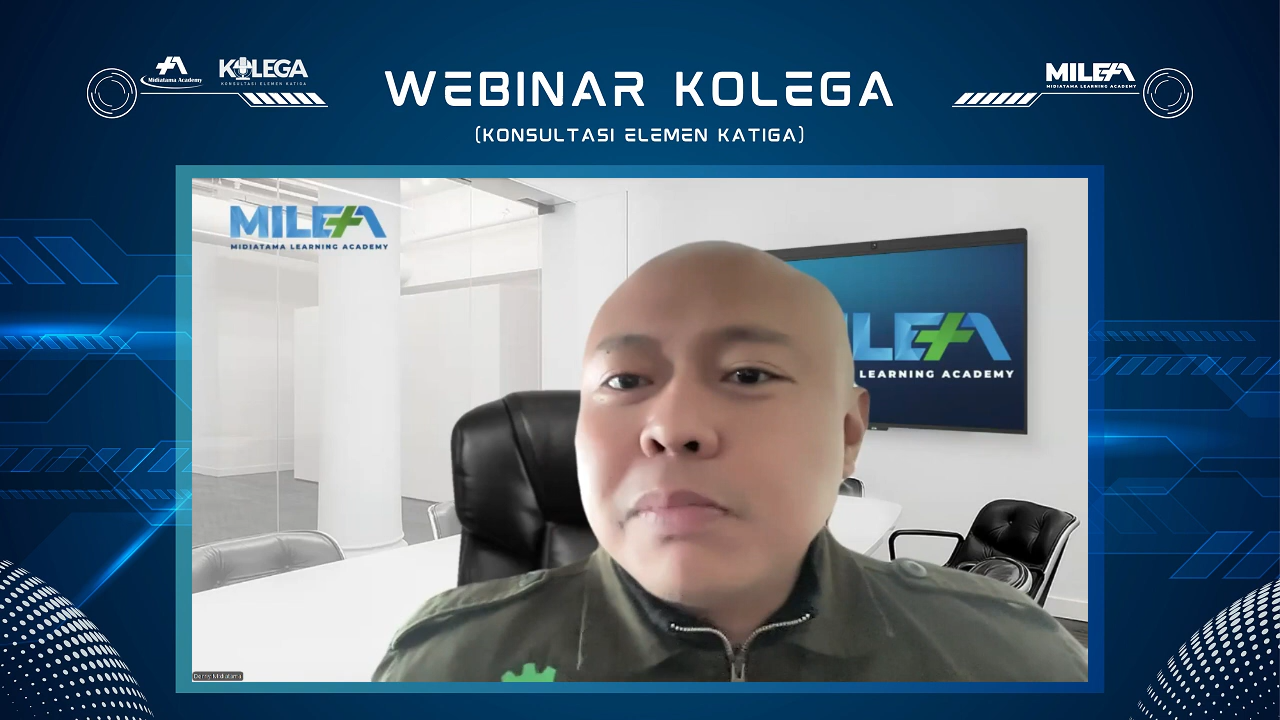 Midiatama Academy
KOLEGA
KONSULTASI ELEMEN KATIGA
WEBINAR KOLEGA
(KONSULTASI ELEMEN KATIGA)
MILEA
MIDIATAMA LEARNING ACADEMY
MILEA
MIDIATAMA LEARNING ACADEMY
ILEA
LEARNING ACADEMY